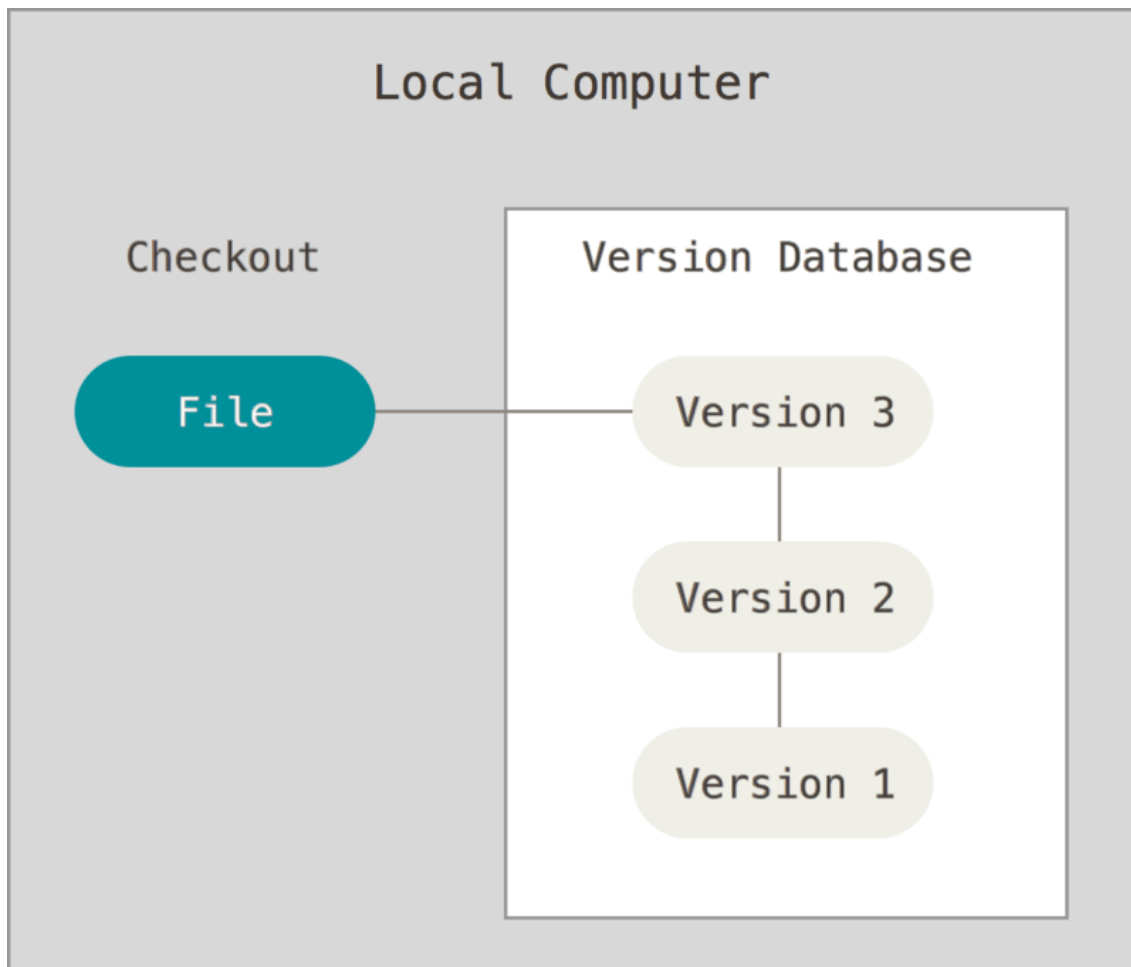 Local Computer
Checkout
Version Database
File
Version 3
Version 2
Version 1